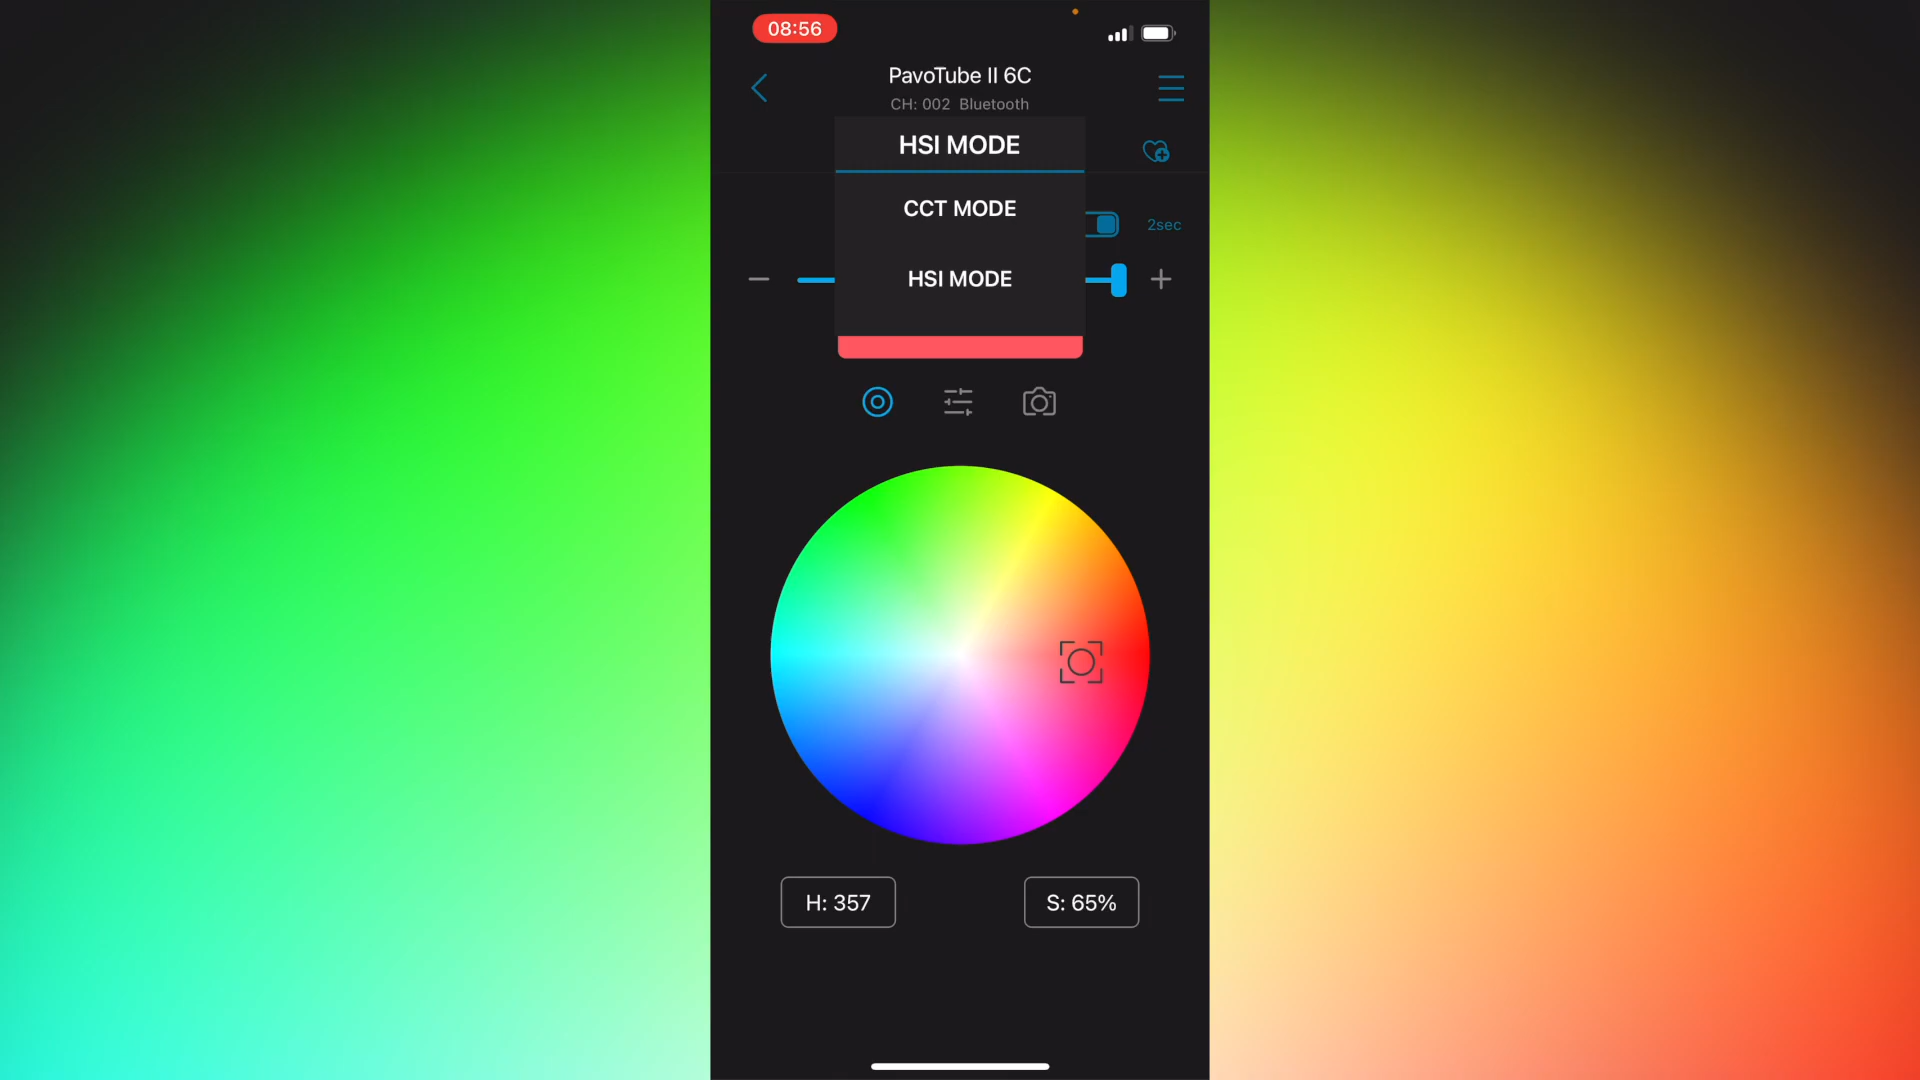 08:56
PavoTube II 6C
CH: 002 Bluetooth
HSI MODE
CCT MODE
2sec
HSI MODE
H: 357
S: 65%